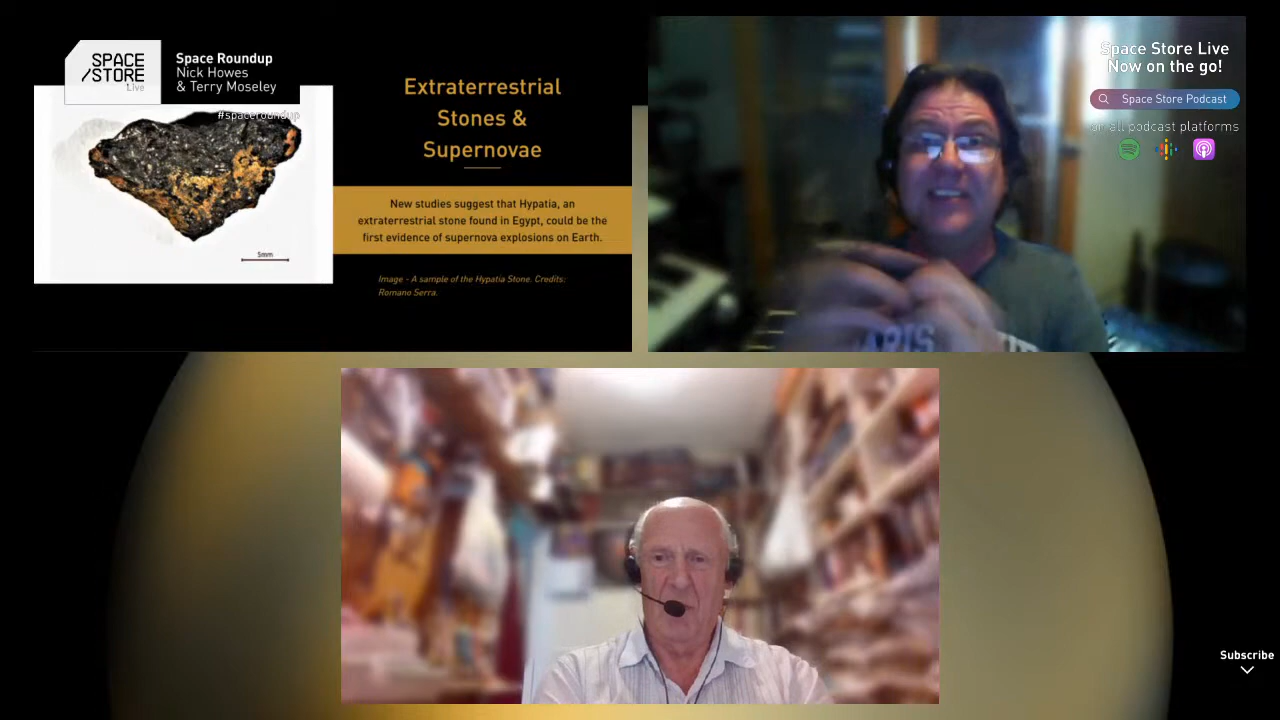 SPACE
/STORE
Live
Space Roundup
Nick Howes
& Terry Moseley
#spaceroundup
5mm
Extraterrestrial
Stones &
Supernovae
New studies suggest that Hypatia, an
extraterrestrial stone found in Egypt, could be the
first evidence of supernova explosions on Earth.
Image - A sample of the Hypatia Stone. Credits:
Romano Serra.
Space Store Live
Now on the go!
Space Store Podcast
on all podcast platforms
Subscribe